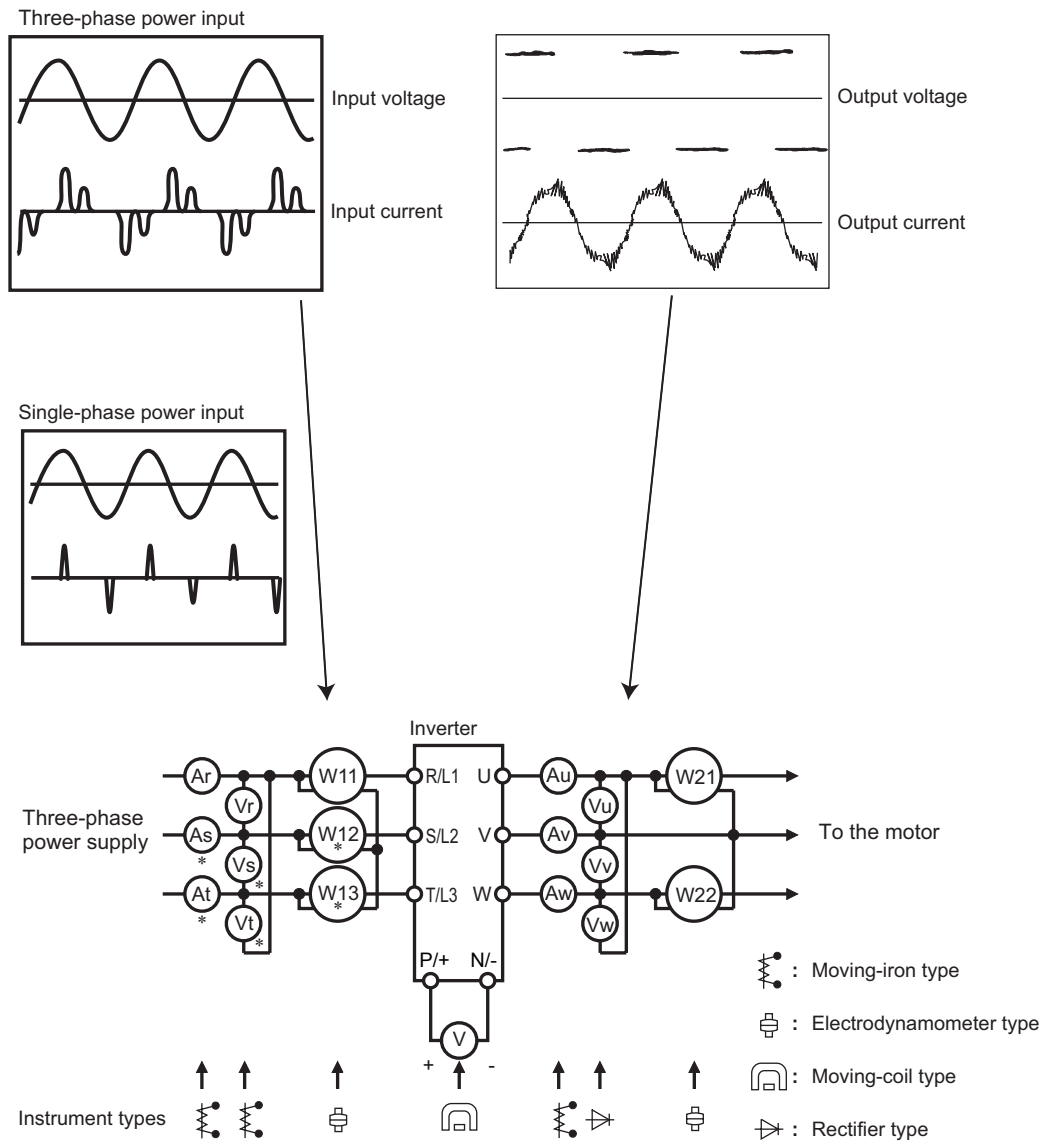 Three-phase power input
Input voltage
Input current
Output voltage
Output current
Single-phase power input
Inverter
Ar
W11
R/L1
U
Au
W21
Vr
Vu
Three-phase
power supply
As
*
W12
*
S/L2
V
Av
To the motor
Vs
*
Vv
At
*
W13
*
T/L3
W
Aw
W22
Vt
*
Vw
P/+
N/-
V
+
-
: Moving-iron type
: Electrodynamometer type
: Moving-coil type
: Rectifier type
Instrument types